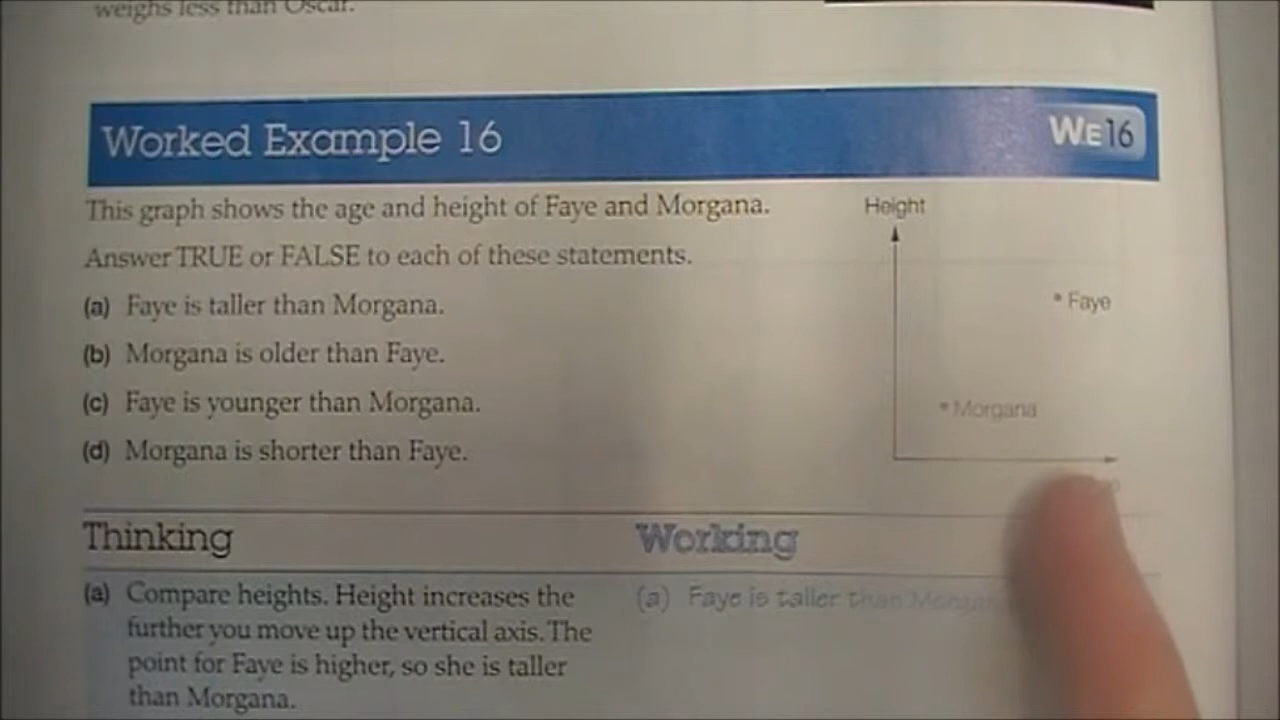 weighs less than Oscar.
Worked Example 16
WE16
This graph shows the age and height of Faye and Morgana.
Answer TRUE or FALSE to each of these statements.
(a) Faye is taller than Morgana.
(b) Morgana is older than Faye.
(c) Faye is younger than Morgana.
(d) Morgana is shorter than Faye.
Height
Faye
Morgana
Thinking
Working
(a) Compare heights. Height increases the
further you move up the vertical axis. The
point for Faye is higher, so she is taller
than Morgana.
(a) Faye is taller than